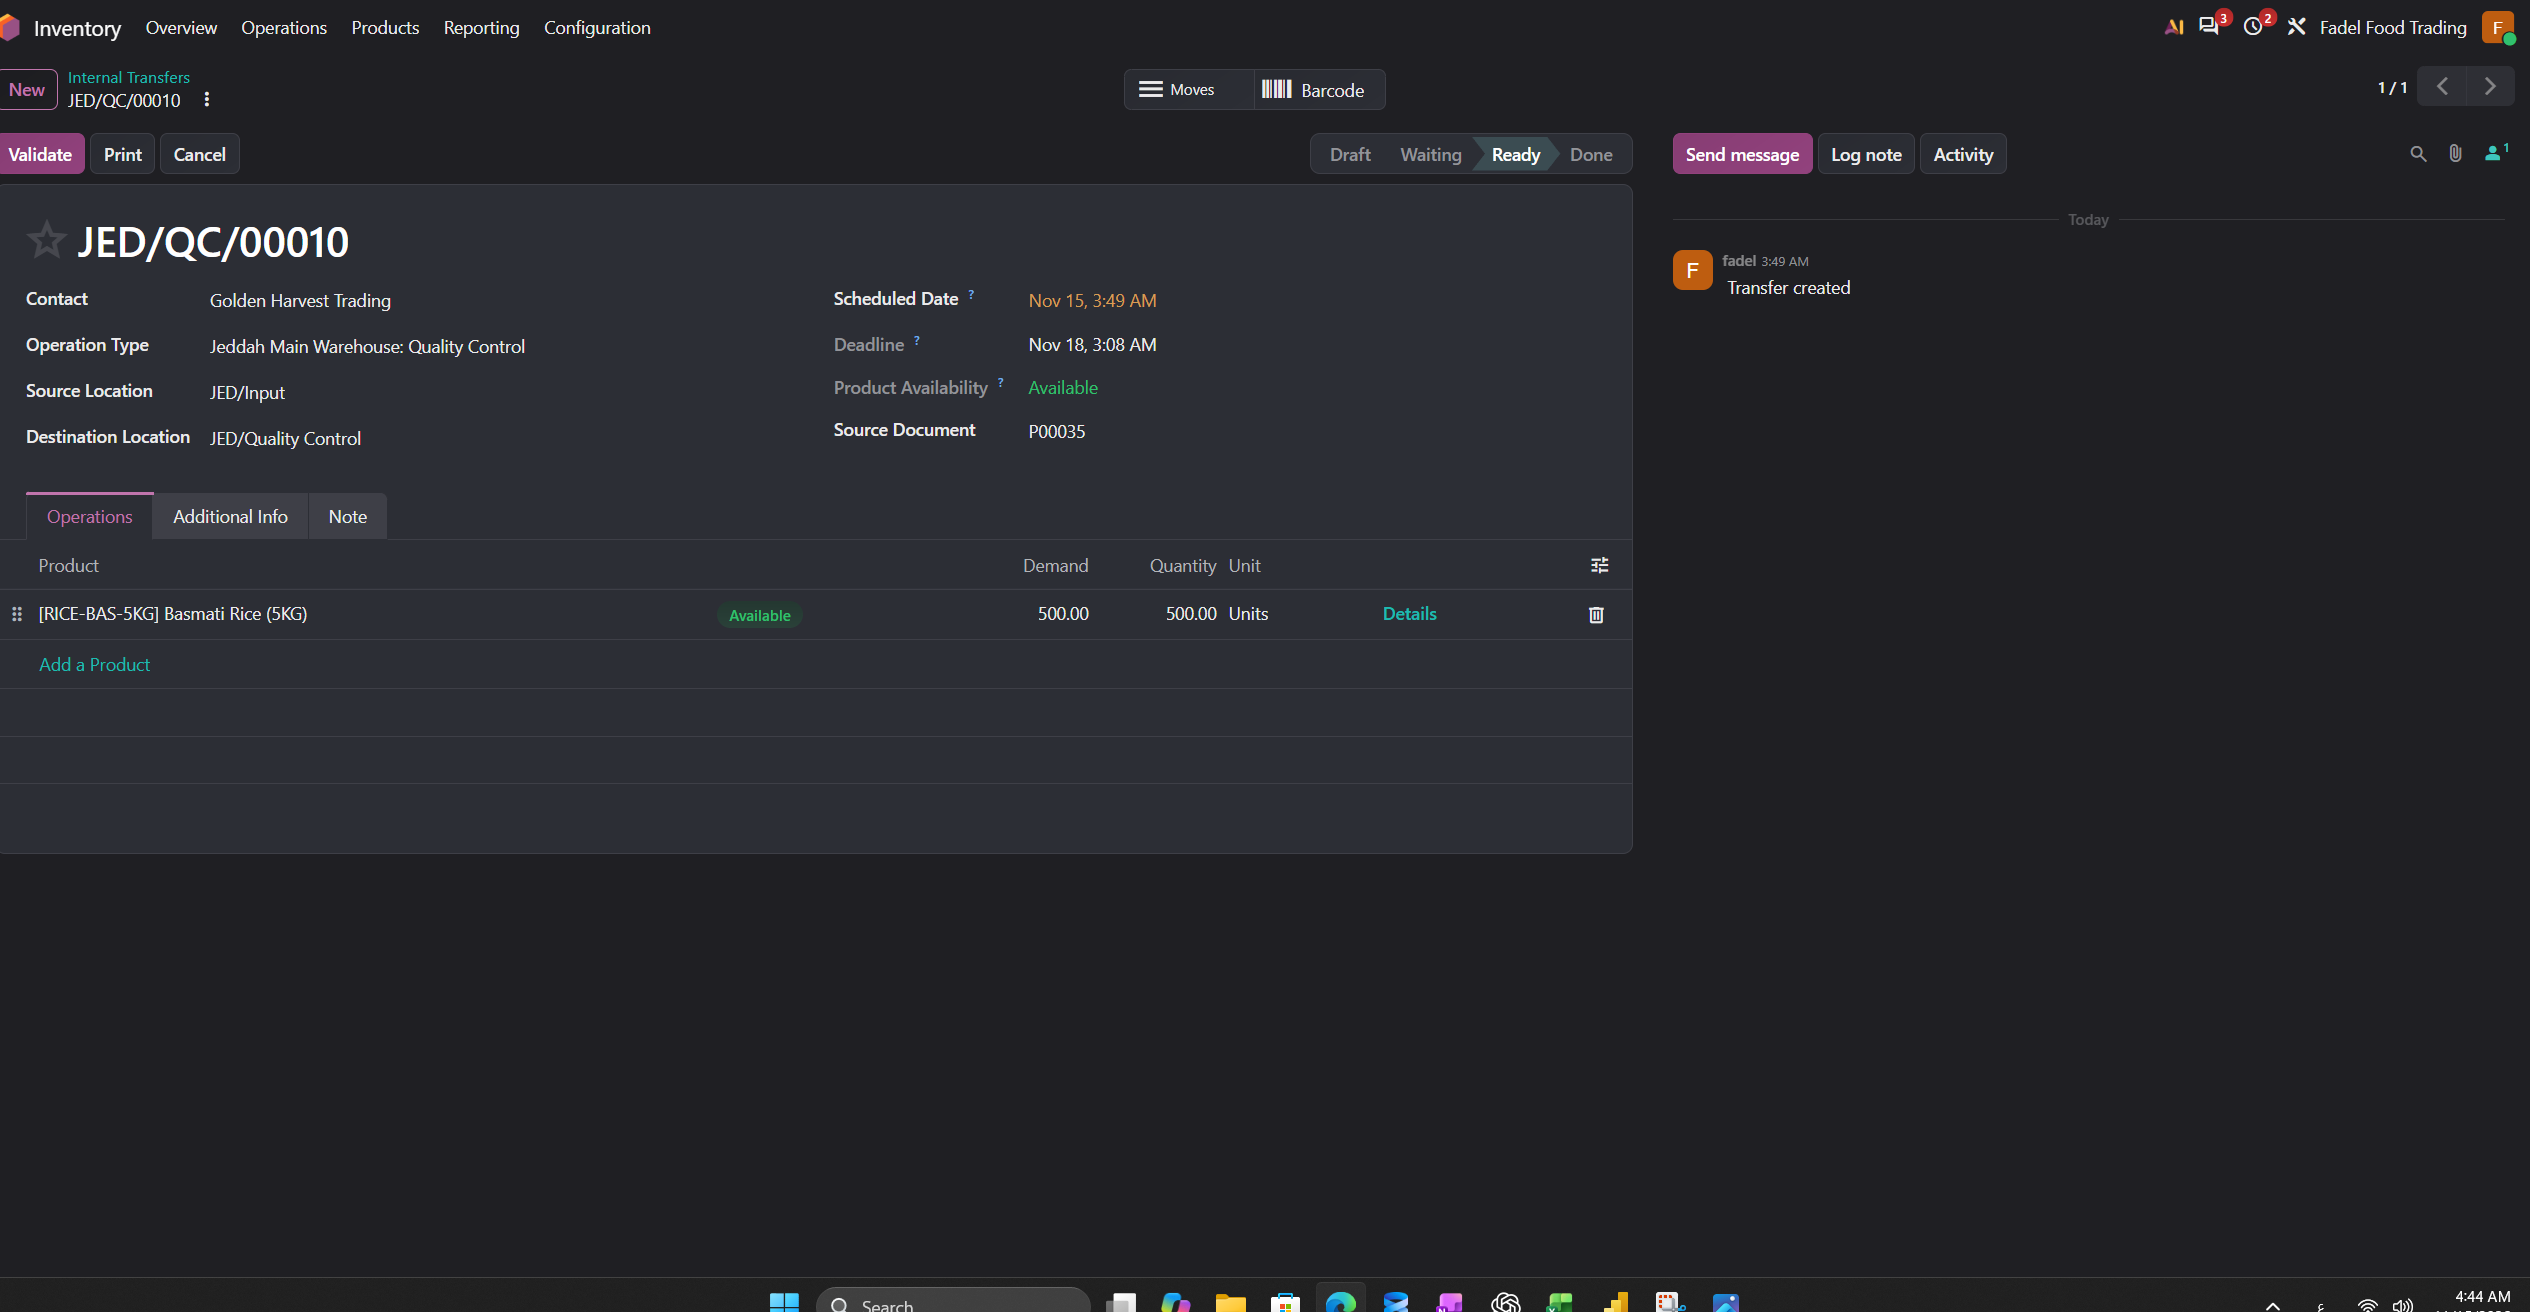 Inventory Overview Operations Products Reporting Configuration
AI 3 2 Fadel Food Trading F
New
Internal Transfers
JED/QC/00010
Moves Barcode
1 / 1
Validate Print Cancel
Draft Waiting Ready Done
Send message Log note Activity
1
JED/QC/00010
Contact Golden Harvest Trading
Operation Type Jeddah Main Warehouse: Quality Control
Source Location JED/Input
Destination Location JED/Quality Control
Scheduled Date ? Nov 15, 3:49 AM
Deadline ? Nov 18, 3:08 AM
Product Availability ? Available
Source Document P00035
Operations Additional Info Note
Product Demand Quantity Unit
[RICE-BAS-5KG] Basmati Rice (5KG) Available 500.00 500.00 Units Details
Add a Product
Today
F
fadel 3:49 AM
Transfer created
Search
4:44 AM